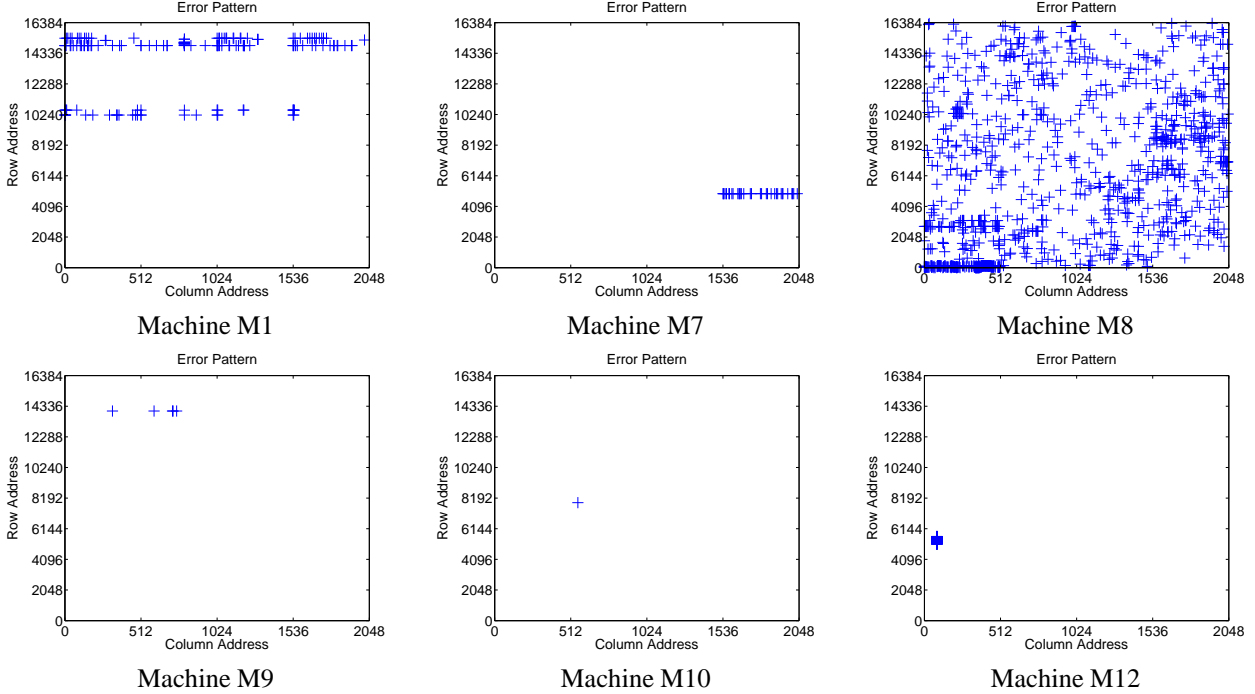 Error Pattern
16384
14336
12288
10240
8192
6144
4096
2048
0
Row Address
0 512 1024 1536 2048
Column Address
Machine M1
Error Pattern
16384
14336
12288
10240
8192
6144
4096
2048
0
Row Address
0 512 1024 1536 2048
Column Address
Machine M7
Error Pattern
16384
14336
12288
10240
8192
6144
4096
2048
0
Row Address
0 512 1024 1536 2048
Column Address
Machine M8
Error Pattern
16384
14336
12288
10240
8192
6144
4096
2048
0
Row Address
0 512 1024 1536 2048
Column Address
Machine M9
Error Pattern
16384
14336
12288
10240
8192
6144
4096
2048
0
Row Address
0 512 1024 1536 2048
Column Address
Machine M10
Error Pattern
16384
14336
12288
10240
8192
6144
4096
2048
0
Row Address
0 512 1024 1536 2048
Column Address
Machine M12